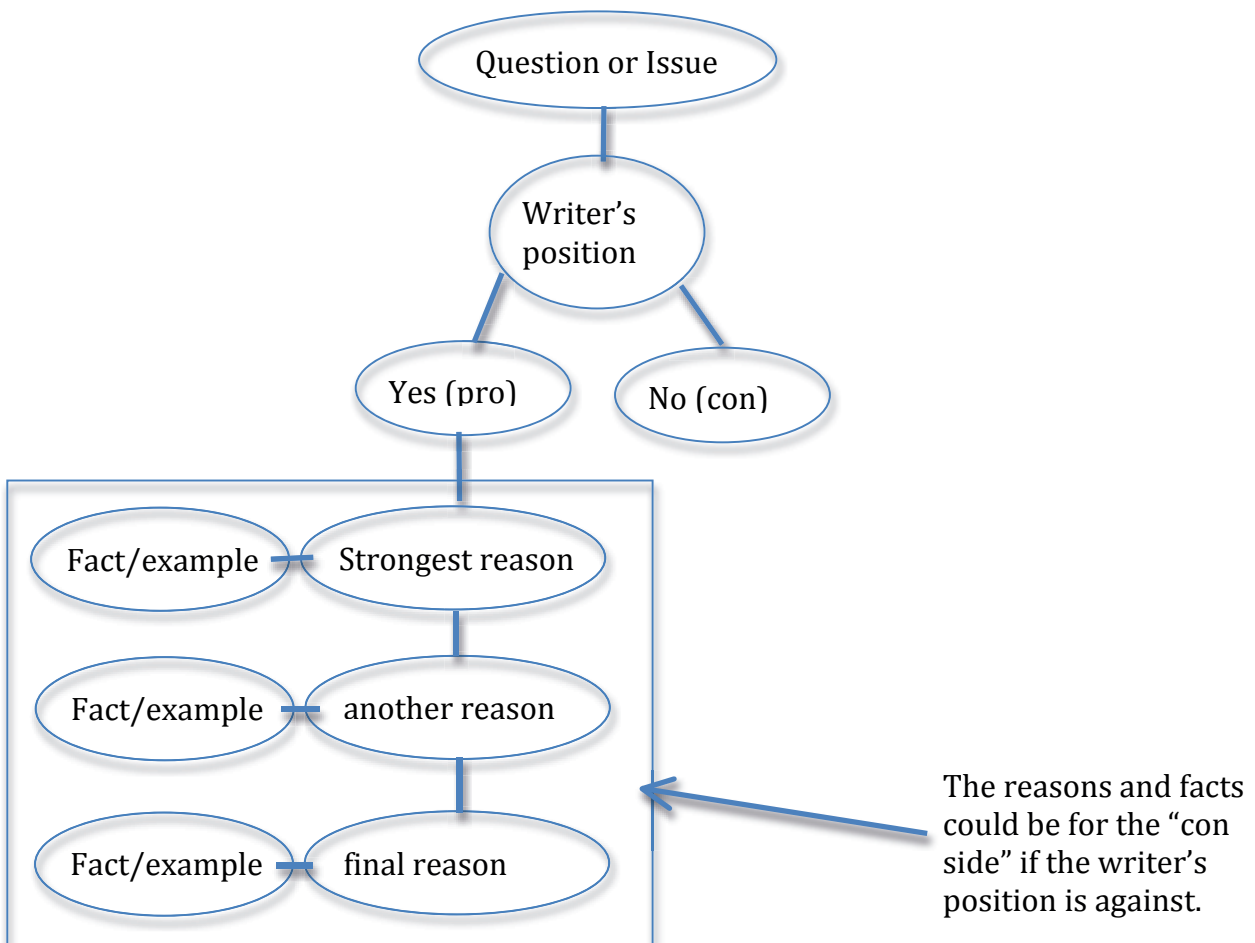 Question or Issue
Writer’s
position
Yes (pro)
No (con)
Fact/example
Strongest reason
Fact/example
another reason
Fact/example
final reason
The reasons and facts
could be for the “con
side” if the writer’s
position is against.